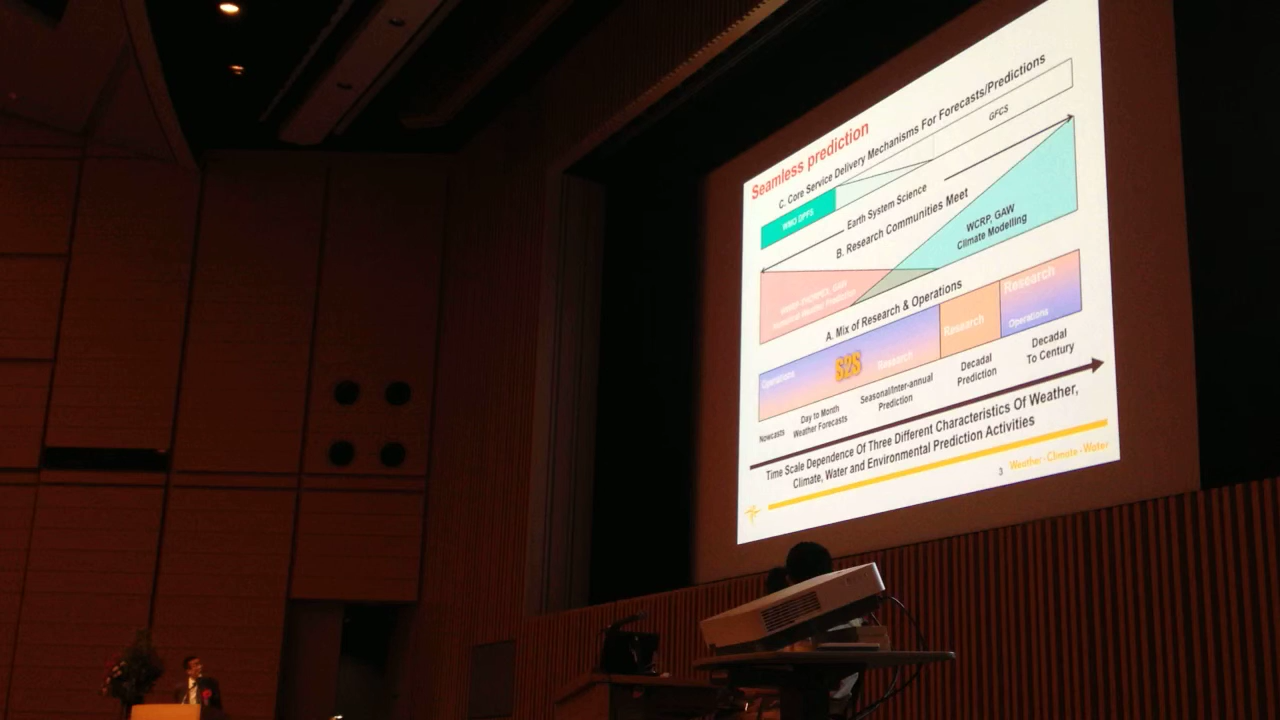 Seamless prediction
C. Core Service Delivery Mechanisms For Forecasts/Predictions
GFCS
WMO DPFS
Earth System Science
B. Research Communities Meet
WCRP, GAW
Climate Modelling
A. Mix of Research & Operations
Operations
S2S
Research
Research
Research
Operations
Nowcasts
Day to Month
Weather Forecasts
Seasonal/Inter-annual
Prediction
Decadal
Prediction
Decadal
To Century
Time Scale Dependence Of Three Different Characteristics Of Weather,
Climate, Water and Environmental Prediction Activities
3
Weather · Climate · Water